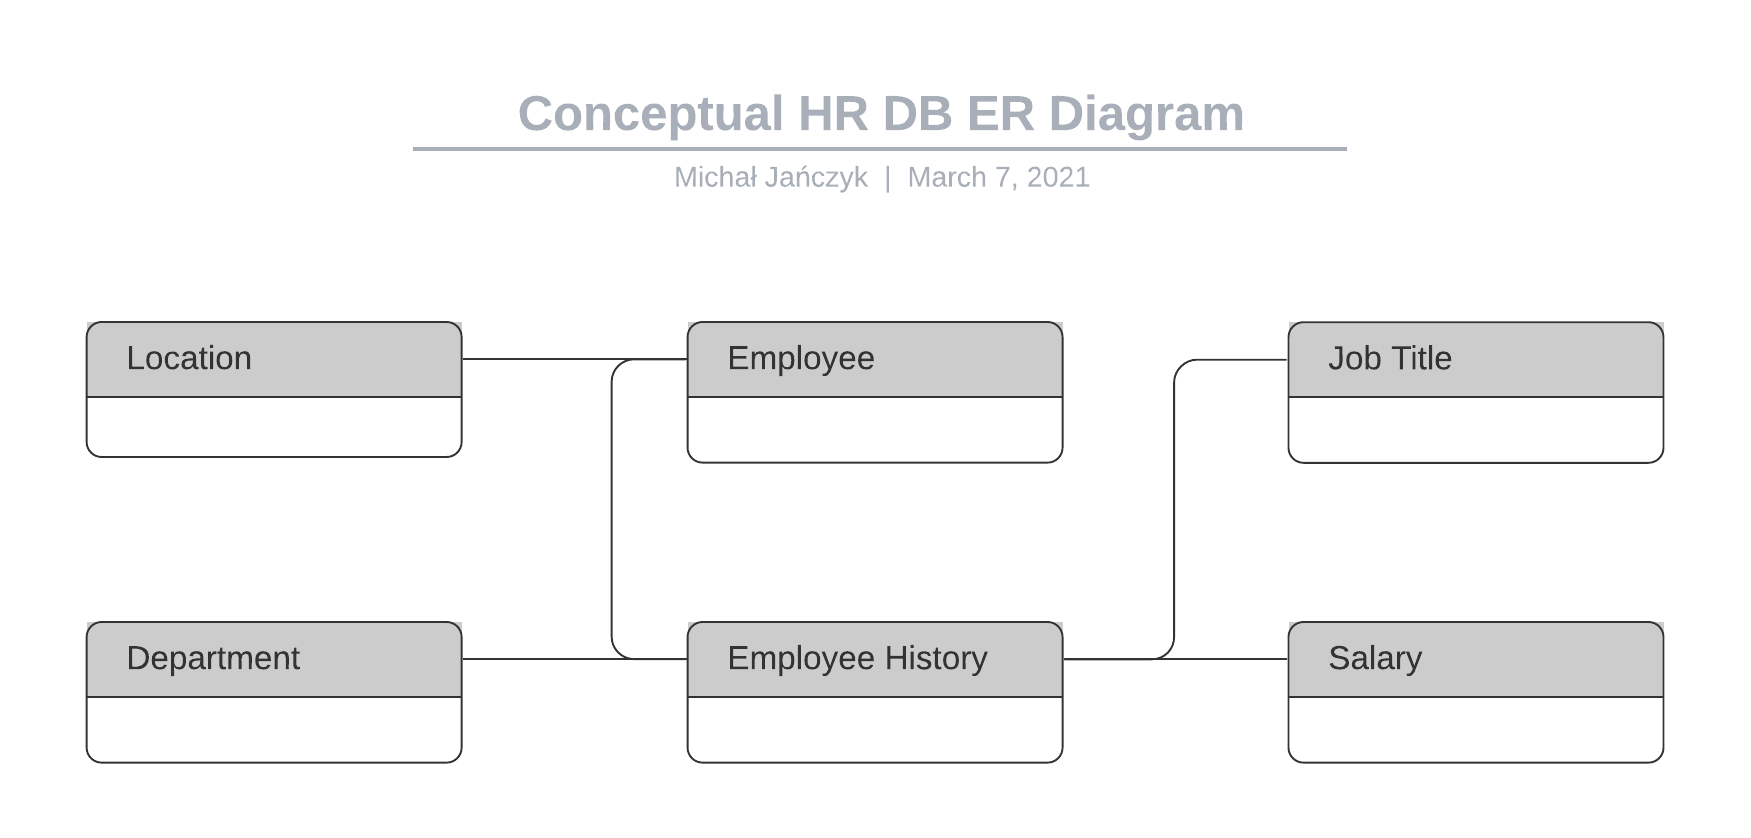 Conceptual HR DB ER Diagram
Michał Jańczyk | March 7, 2021
Location
Employee
Job Title
Department
Employee History
Salary